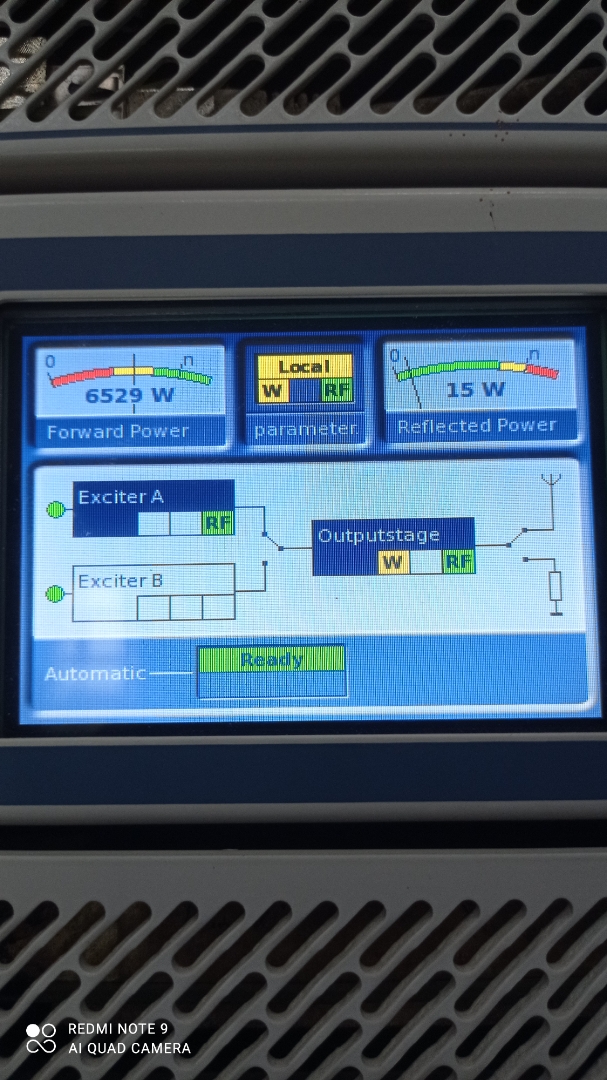 0 n
6529 W
Forward Power
Local
W RF
parameter
0 n
15 W
Reflected Power
Exciter A
RF
Outputstage
W RF
Exciter B
Automatic
Ready
REDMI NOTE 9
AI QUAD CAMERA